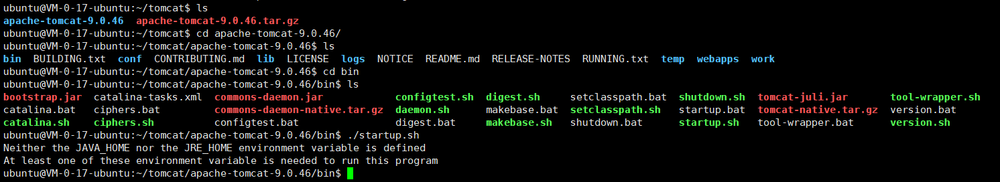 ubuntu@VM-0-17-ubuntu:~/tomcat$ ls
apache-tomcat-9.0.46  apache-tomcat-9.0.46.tar.gz
ubuntu@VM-0-17-ubuntu:~/tomcat$ cd apache-tomcat-9.0.46/
ubuntu@VM-0-17-ubuntu:~/tomcat/apache-tomcat-9.0.46$ ls
bin  BUILDING.txt  conf  CONTRIBUTING.md  lib  LICENSE  logs  NOTICE  README.md  RELEASE-NOTES  RUNNING.txt  temp  webapps  work
ubuntu@VM-0-17-ubuntu:~/tomcat/apache-tomcat-9.0.46$ cd bin
ubuntu@VM-0-17-ubuntu:~/tomcat/apache-tomcat-9.0.46/bin$ ls
bootstrap.jar  catalina-tasks.xml  commons-daemon.jar            configtest.sh  digest.sh    setclasspath.bat  shutdown.sh  tomcat-juli.jar       tool-wrapper.sh
catalina.bat   ciphers.bat         commons-daemon-native.tar.gz  daemon.sh      makebase.bat  setclasspath.sh   startup.bat  tomcat-native.tar.gz  version.bat
catalina.sh    ciphers.sh          configtest.bat                digest.bat     makebase.sh   shutdown.bat      startup.sh   tool-wrapper.bat      version.sh
ubuntu@VM-0-17-ubuntu:~/tomcat/apache-tomcat-9.0.46/bin$ ./startup.sh
Neither the JAVA_HOME nor the JRE_HOME environment variable is defined
At least one of these environment variable is needed to run this program
ubuntu@VM-0-17-ubuntu:~/tomcat/apache-tomcat-9.0.46/bin$